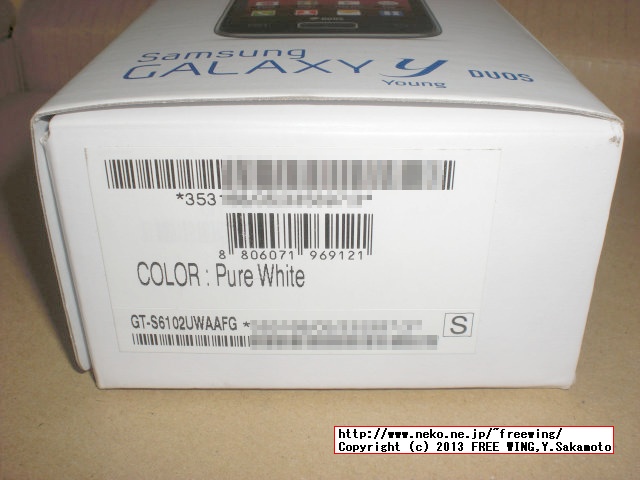 Samsung
GALAXY y DUOS
Young
*3531
8 806071 969121
COLOR : Pure White
GT-S6102UWAAFG *
S
http://www.neko.ne.jp/~freewing/
Copyright (c) 2013 FREE WING,Y.Sakamoto